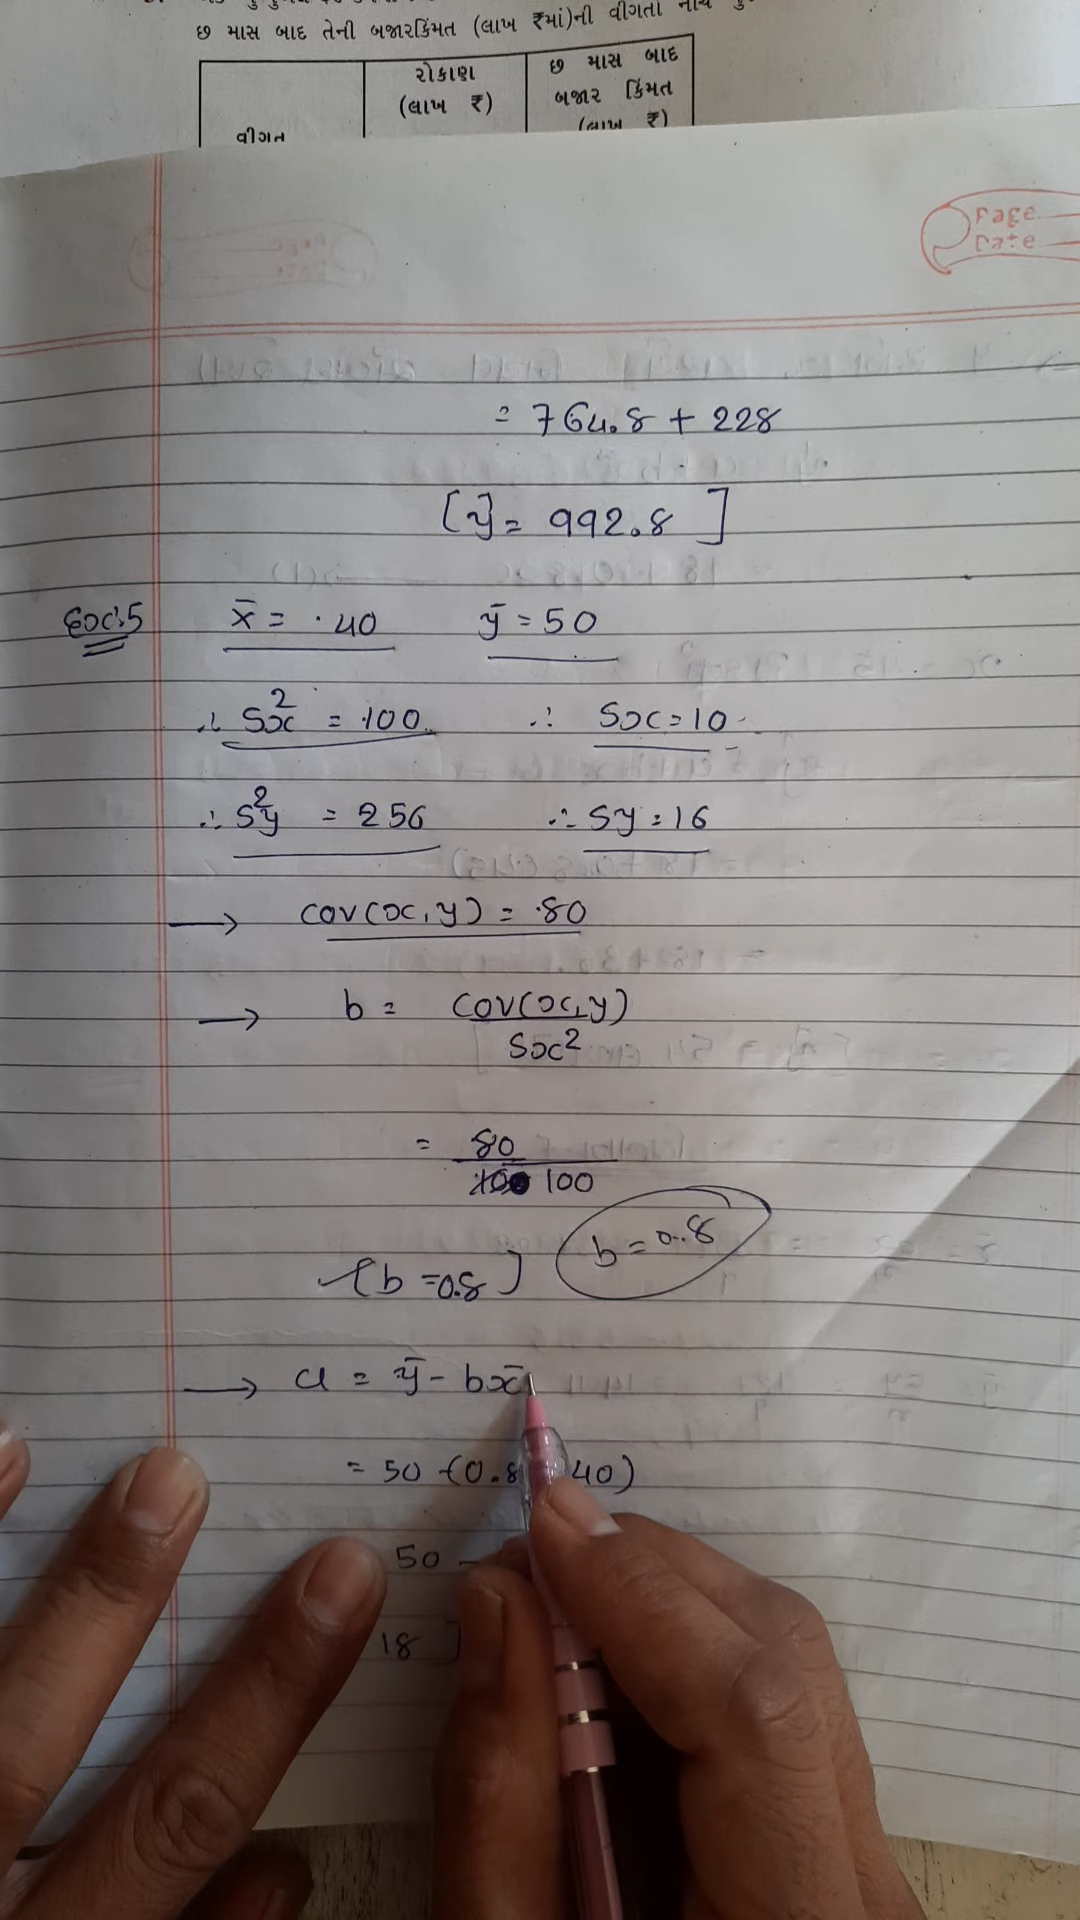 છ માસ બાદ તેની બજારકિંમત (લાખ ₹માં)ની વીગતો નીચે
વીગત
રોકાણ
(લાખ ₹)
છ માસ બાદ
બજાર કિંમત
(લાખ ₹)
Page
Date
= 764.8 + 228
[ŷ = 992.8 ]
દા.5 x̄ = 40 ȳ = 50
∴ Sx² = 100 ∴ Sx = 10
∴ S²y = 256 ∴ Sy = 16
→ cov(x, y) = 80
→ b = cov(x, y)
Sx²
= 80
100
[b = 0.8] b = 0.8
→ a = ȳ - bx̄
= 50 - (0.8 40)
50 -
18 ]